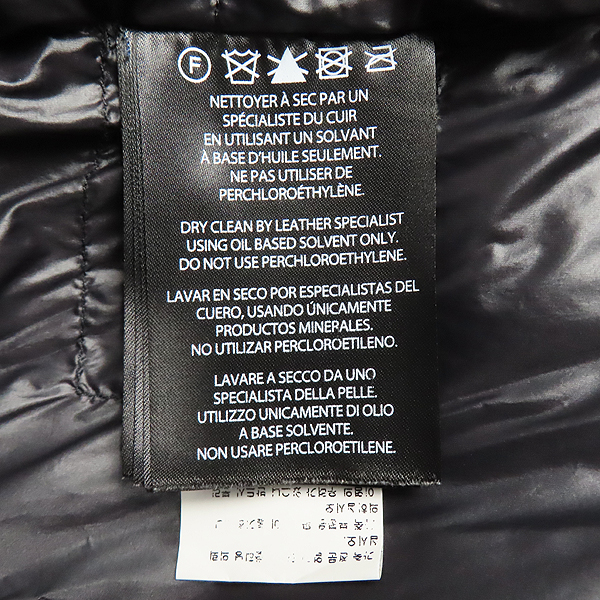 F
NETTOYER À SEC PAR UN
SPÉCIALISTE DU CUIR
EN UTILISANT UN SOLVANT
À BASE D'HUILE SEULEMENT.
NE PAS UTILISER DE
PERCHLOROÉTHYLÈNE.
DRY CLEAN BY LEATHER SPECIALIST
USING OIL BASED SOLVENT ONLY.
DO NOT USE PERCHLOROETHYLENE.
LAVAR EN SECO POR ESPECIALISTAS DEL
CUERO, USANDO ÚNICAMENTE
PRODUCTOS MINERALES.
NO UTILIZAR PERCLOROETILENO.
LAVARE A SECCO DA UNO
SPECIALISTA DELLA PELLE.
UTILIZZO UNICAMENTE DI OLIO
A BASE SOLVENTE.
NON USARE PERCLOROETILENE.